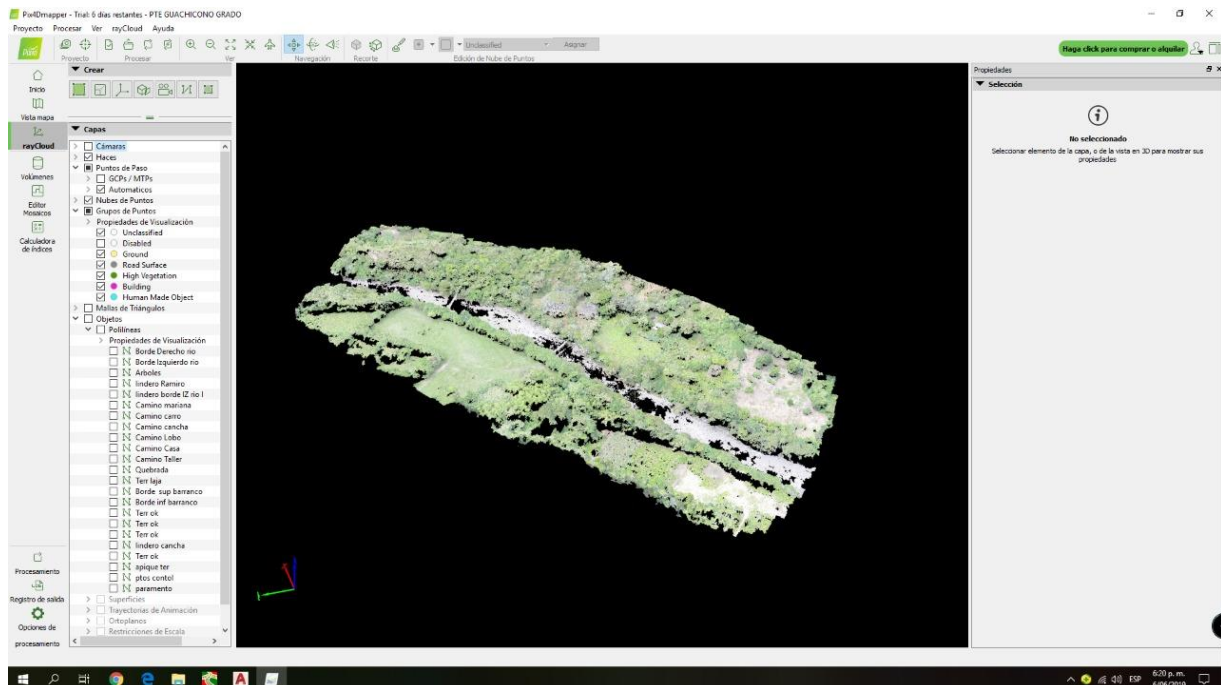 Pix4Dmapper - Trial: 6 días restantes - PTE GUACHICONO GRADO
Proyecto Procesar Ver rayCloud Ayuda
Unclassified Asignar
Proyecto Procesar Ver Navegación Recorte Edición de Nube de Puntos
Haga click para comprar o alquilar
Inicio
Vista mapa
rayCloud
Volúmenes
Editor
Mosaicos
Calculadora
de índices
Procesamiento
Registro de salida
Opciones de
procesamiento
Crear
Capas
Cámaras
Haces
Puntos de Paso
GCPs / MTPs
Automaticos
Nubes de Puntos
Grupos de Puntos
Propiedades de Visualización
Unclassified
Disabled
Ground
Road Surface
High Vegetation
Building
Human Made Object
Mallas de Triángulos
Objetos
Polilíneas
Propiedades de Visualización
Borde Derecho rio
Borde Izquierdo rio
Arboles
lindero Ramiro
lindero borde IZ rio l
Camino mariana
Camino carro
Camino cancha
Camino Lobo
Camino Casa
Camino Taller
Quebrada
Terr laja
Borde sup barranco
Borde inf barranco
Terr ok
Terr ok
Terr ok
lindero cancha
Terr ok
apique ter
ptos contol
paramento
Superficies
Trayectorias de Animación
Ortoplanos
Restricciones de Escala
Propiedades
Selección
No seleccionado
Seleccionar elemento de la capa, o de la vista en 3D para mostrar sus
propiedades
ESP
6:20 p. m.
6/06/2019